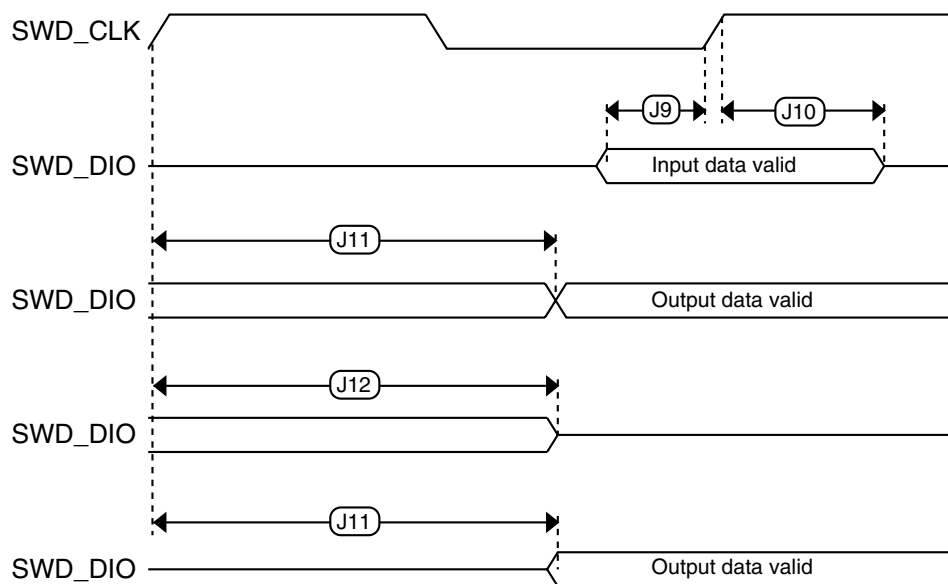 SWD_CLK
J9
J10
SWD_DIO
Input data valid
J11
SWD_DIO
Output data valid
J12
SWD_DIO
J11
SWD_DIO
Output data valid